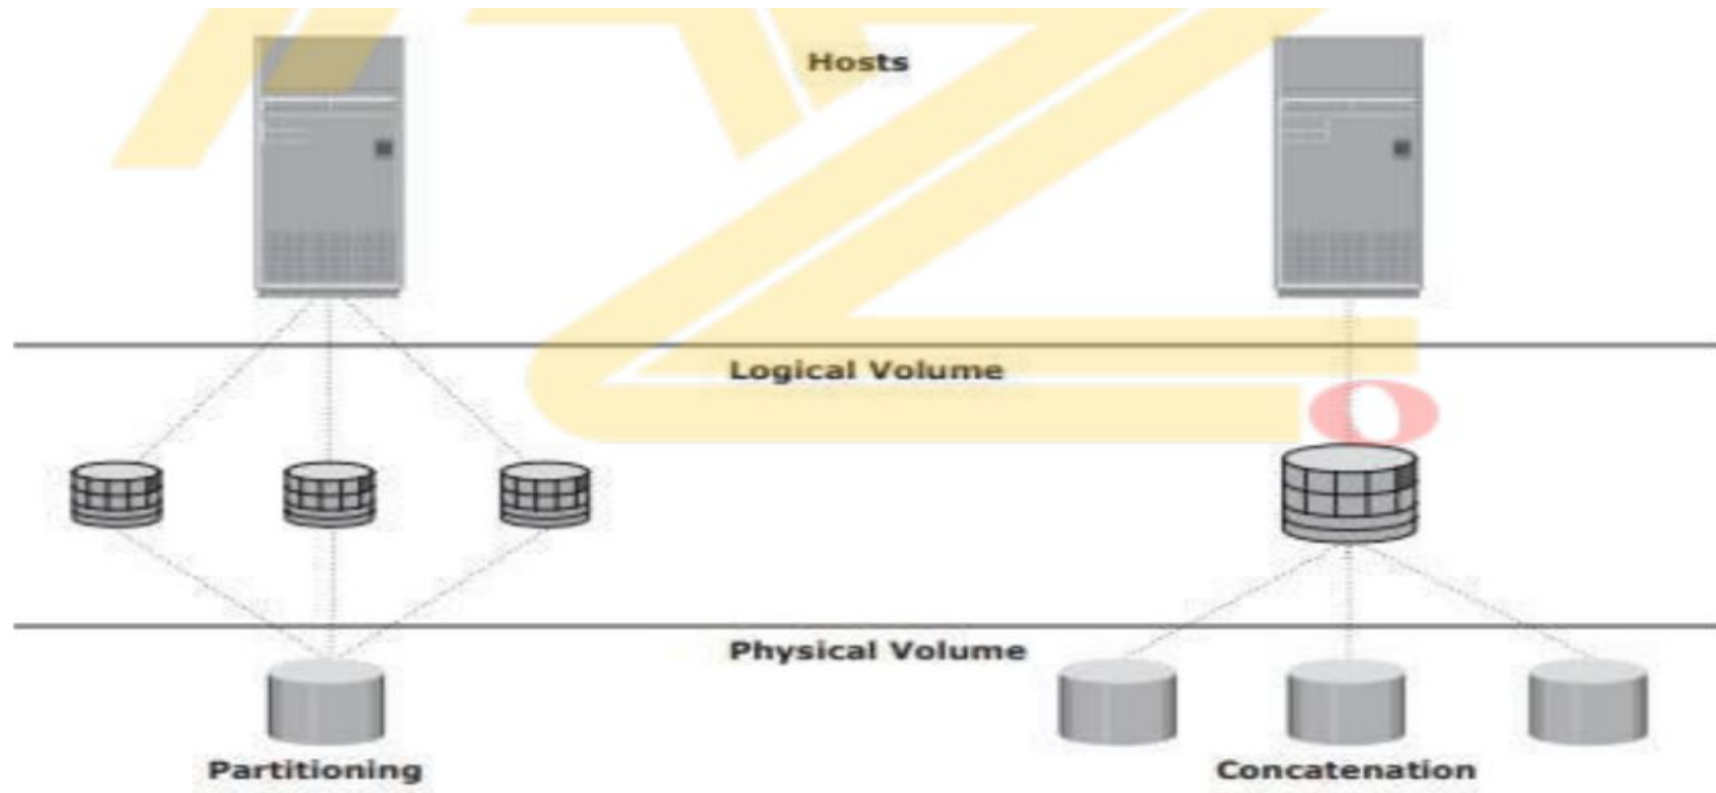 Hosts
Logical Volume
Physical Volume
Partitioning
Concatenation